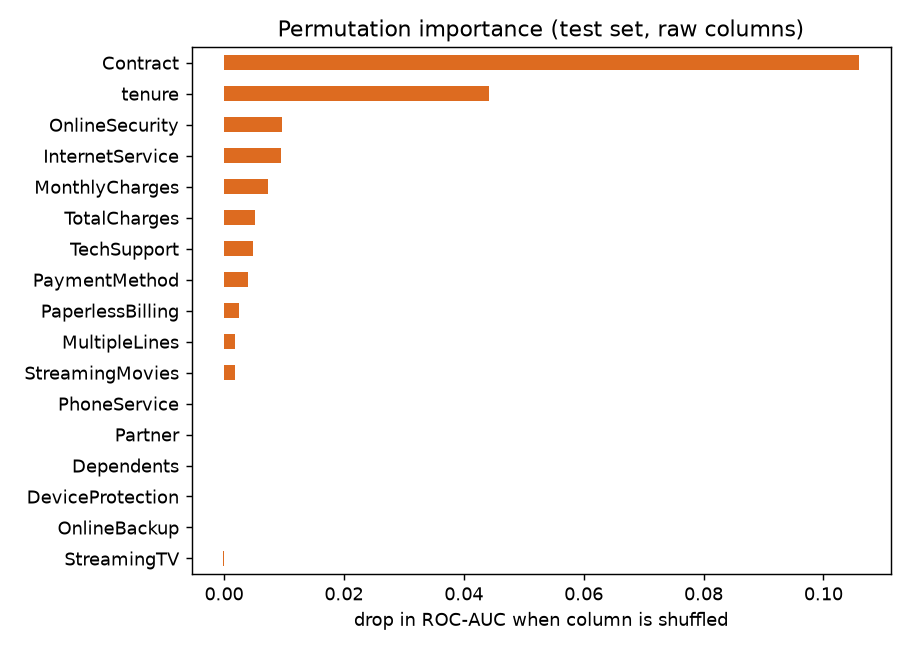 Permutation importance (test set, raw columns)
Contract
tenure
OnlineSecurity
InternetService
MonthlyCharges
TotalCharges
TechSupport
PaymentMethod
PaperlessBilling
MultipleLines
StreamingMovies
PhoneService
Partner
Dependents
DeviceProtection
OnlineBackup
StreamingTV
0.00 0.02 0.04 0.06 0.08 0.10
drop in ROC-AUC when column is shuffled